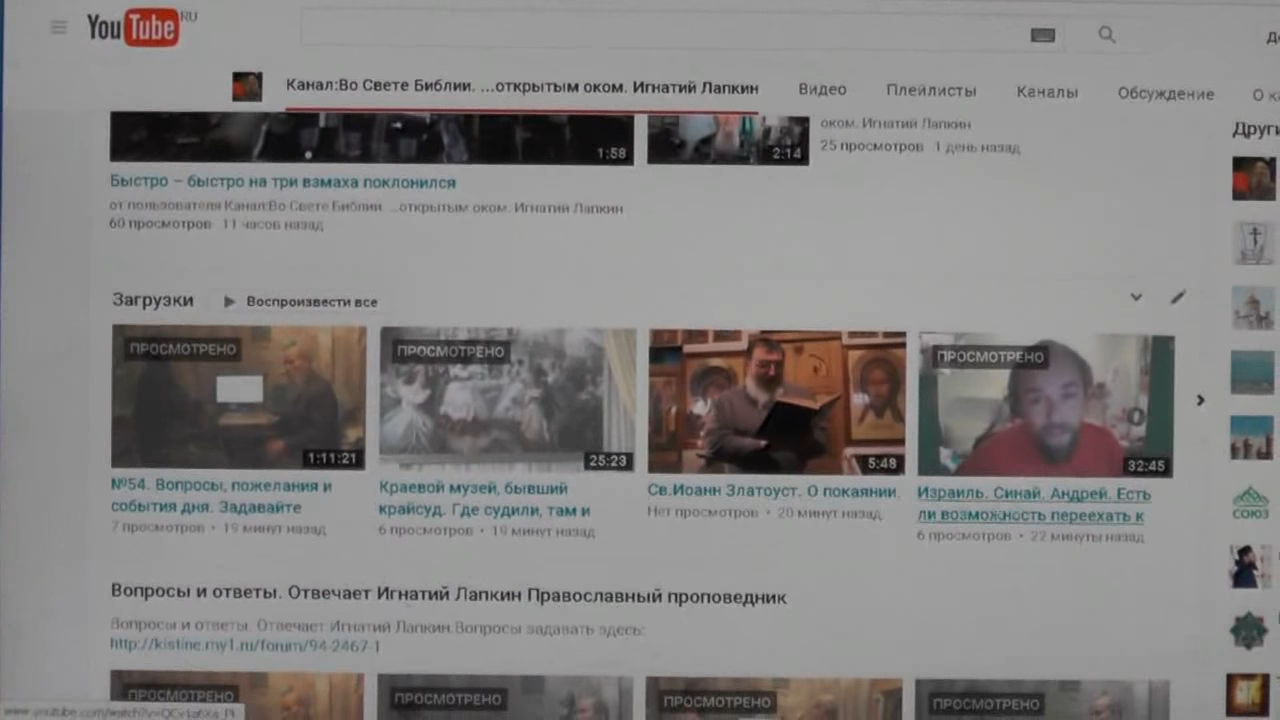 YouTube RU
Канал:Во Свете Библии. ...открытым оком. Игнатий Лапкин
Видео
Плейлисты
Каналы
Обсуждение
1:58
2:14
оком. Игнатий Лапкин
25 просмотров 1 день назад
Быстро – быстро на три взмаха поклонился
от пользователя Канал:Во Свете Библии. ...открытым оком. Игнатий Лапкин
60 просмотров 11 часов назад
Загрузки
Воспроизвести все
ПРОСМОТРЕНО
1:11:21
№54. Вопросы, пожелания и
события дня. Задавайте
7 просмотров • 19 минут назад
ПРОСМОТРЕНО
25:23
Краевой музей, бывший
крайсуд. Где судили, там и
6 просмотров • 19 минут назад
5:48
Св.Иоанн Златоуст. О покаянии.
Нет просмотров • 20 минут назад
ПРОСМОТРЕНО
32:45
Израиль. Синай. Андрей. Есть
ли возможность переехать к
6 просмотров • 22 минуты назад
Вопросы и ответы. Отвечает Игнатий Лапкин Православный проповедник
Вопросы и ответы. Отвечает Игнатий Лапкин.Вопросы задавать здесь:
http://kistine.my1.ru/forum/94-2467-1
ПРОСМОТРЕНО
ПРОСМОТРЕНО
ПРОСМОТРЕНО
ПРОСМОТРЕНО
СОЮЗ